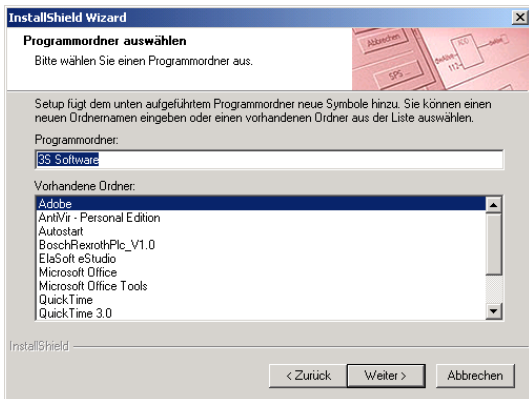 InstallShield Wizard
Programmordner auswählen
Bitte wählen Sie einen Programmordner aus.
Abbrechen
SPS ...
Setup fügt dem unten aufgeführtem Programmordner neue Symbole hinzu. Sie können einen
neuen Ordnernamen eingeben oder einen vorhandenen Ordner aus der Liste auswählen.
Programmordner:
3S Software
Vorhandene Ordner:
Adobe
AntiVir - Personal Edition
Autostart
BoschRexrothPlc_V1.0
ElaSoft eStudio
Microsoft Office
Microsoft Office Tools
QuickTime
QuickTime 3.0
InstallShield
< Zurück
Weiter >
Abbrechen